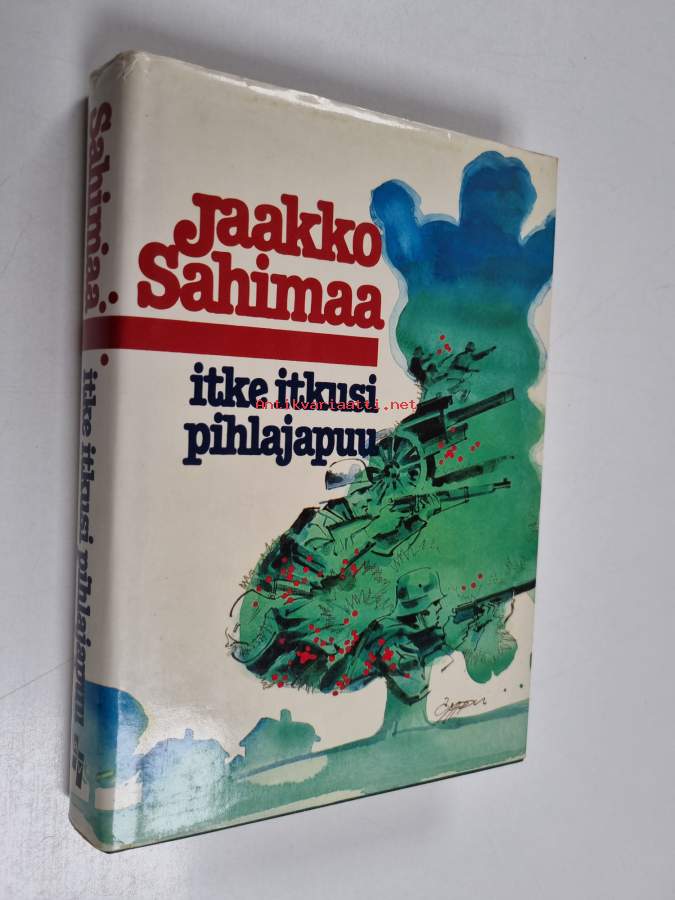 Jaakko
Sahimaa
itke itkusi
pihlajapuu
Antikvariaatti.net
Sahimaa
itke itkusi pihlajapuu